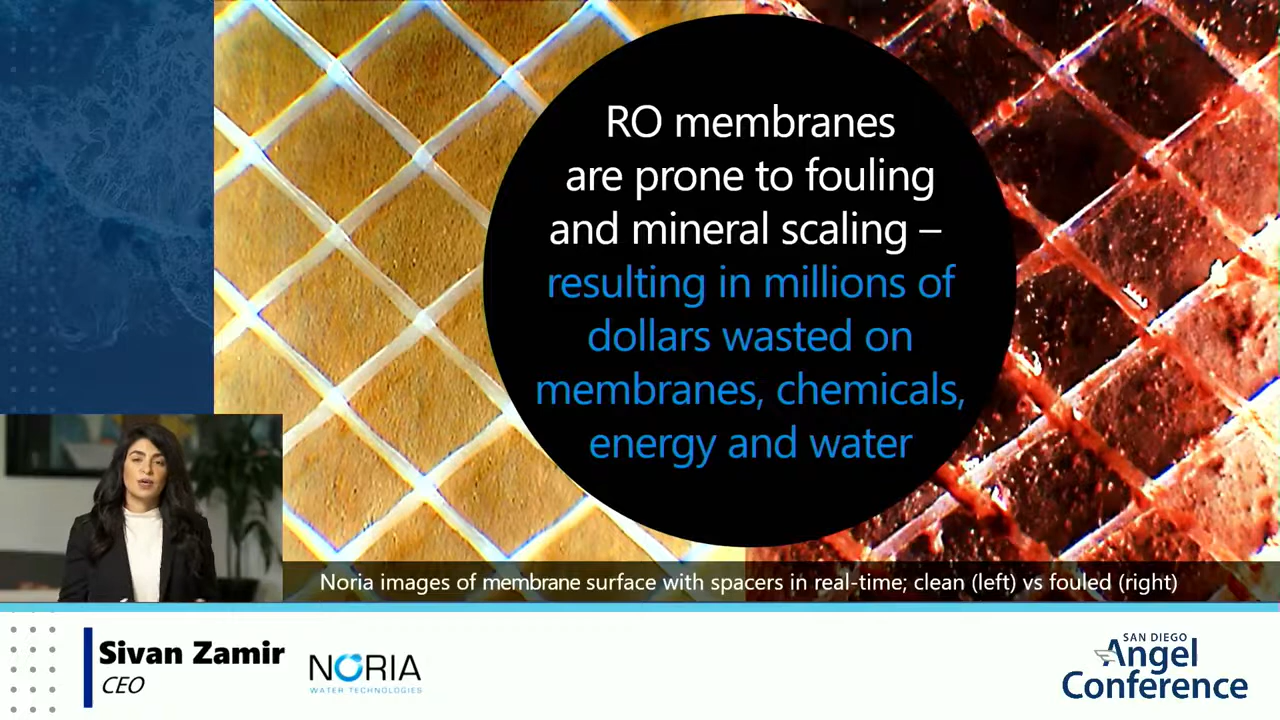 RO membranes
are prone to fouling
and mineral scaling –
resulting in millions of
dollars wasted on
membranes, chemicals,
energy and water
Noria images of membrane surface with spacers in real-time; clean (left) vs fouled (right)
Sivan Zamir
CEO
NORIA
WATER TECHNOLOGIES
SAN DIEGO
Angel
Conference